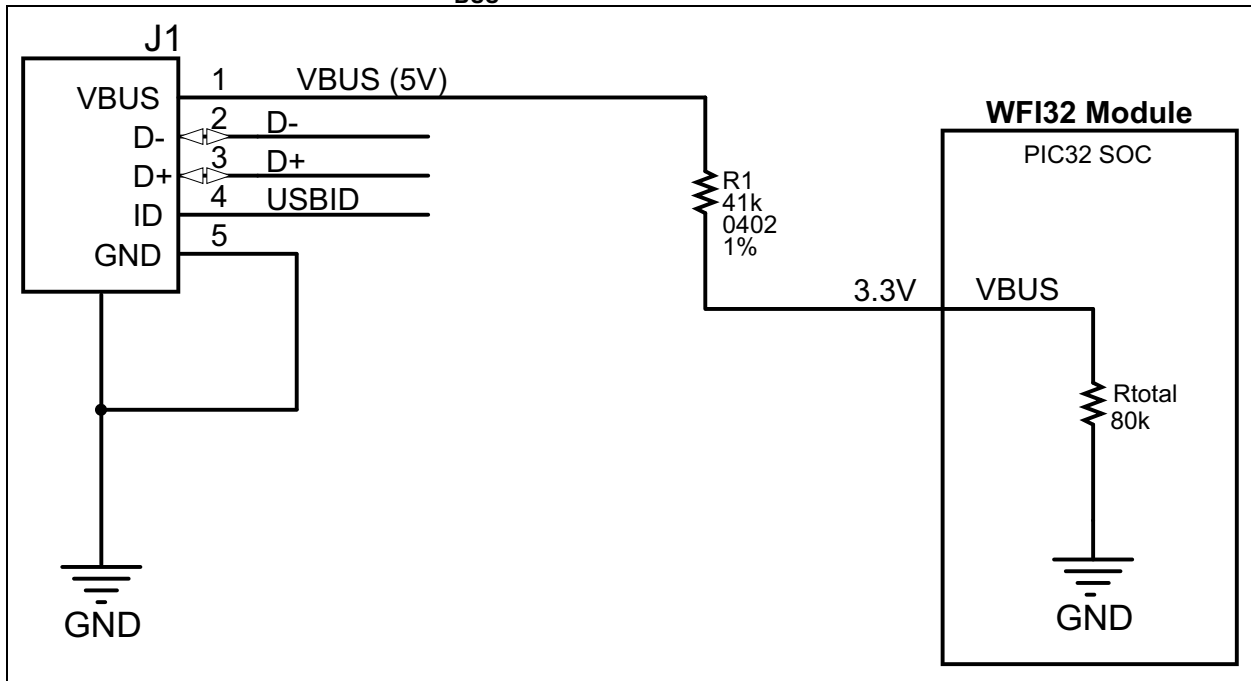 J1
VBUS
D-
D+
ID
GND
1
2
3
4
5
VBUS (5V)
D-
D+
USBID
GND
R1
41k
0402
1%
3.3V
WFI32 Module
PIC32 SOC
VBUS
Rtotal
80k
GND